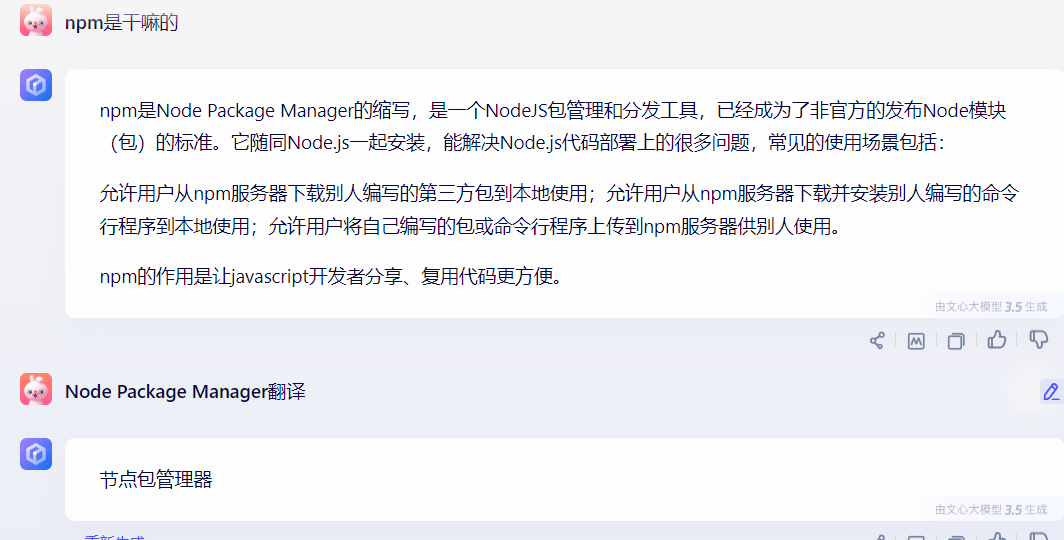 npm是干嘛的
npm是Node Package Manager的缩写，是一个NodeJS包管理和分发工具，已经成为了非官方的发布Node模块
（包）的标准。它随同Node.js一起安装，能解决Node.js代码部署上的很多问题，常见的使用场景包括：
允许用户从npm服务器下载别人编写的第三方包到本地使用；允许用户从npm服务器下载并安装别人编写的命令
行程序到本地使用；允许用户将自己编写的包或命令行程序上传到npm服务器供别人使用。
npm的作用是让javascript开发者分享、复用代码更方便。
由文心大模型 3.5 生成
Node Package Manager翻译
节点包管理器
由文心大模型 3.5 生成
重新生成